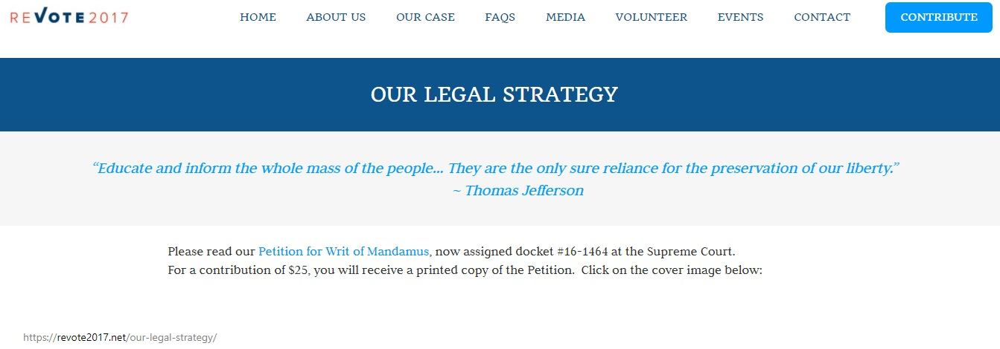 REVOTE2017 HOME ABOUT US OUR CASE FAQS MEDIA VOLUNTEER EVENTS CONTACT CONTRIBUTE
OUR LEGAL STRATEGY
“Educate and inform the whole mass of the people... They are the only sure reliance for the preservation of our liberty.”
~ Thomas Jefferson
Please read our Petition for Writ of Mandamus, now assigned docket #16-1464 at the Supreme Court.
For a contribution of $25, you will receive a printed copy of the Petition. Click on the cover image below:
https://revote2017.net/our-legal-strategy/